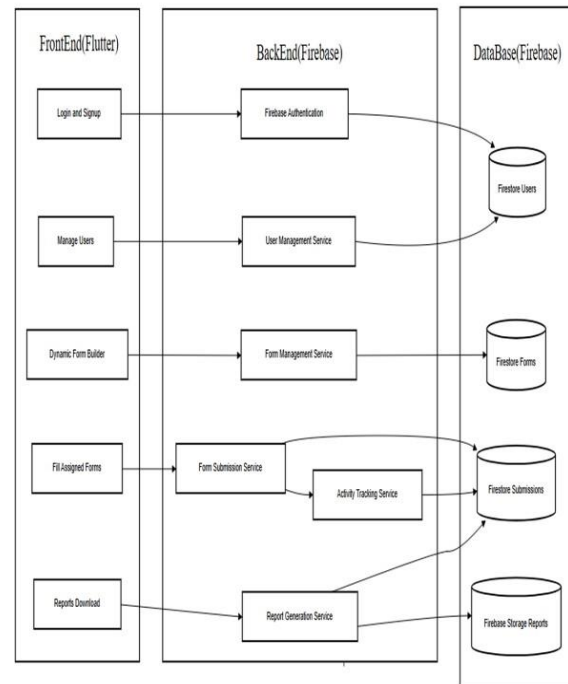 FrontEnd(Flutter)
BackEnd(Firebase)
DataBase(Firebase)
Login and Signup
Firebase Authentication
Firestore Users
Manage Users
User Management Service
Dynamic Form Builder
Form Management Service
Firestore Forms
Fill Assigned Forms
Form Submission Service
Activity Tracking Service
Firestore Submissions
Reports Download
Report Generation Service
Firebase Storage Reports